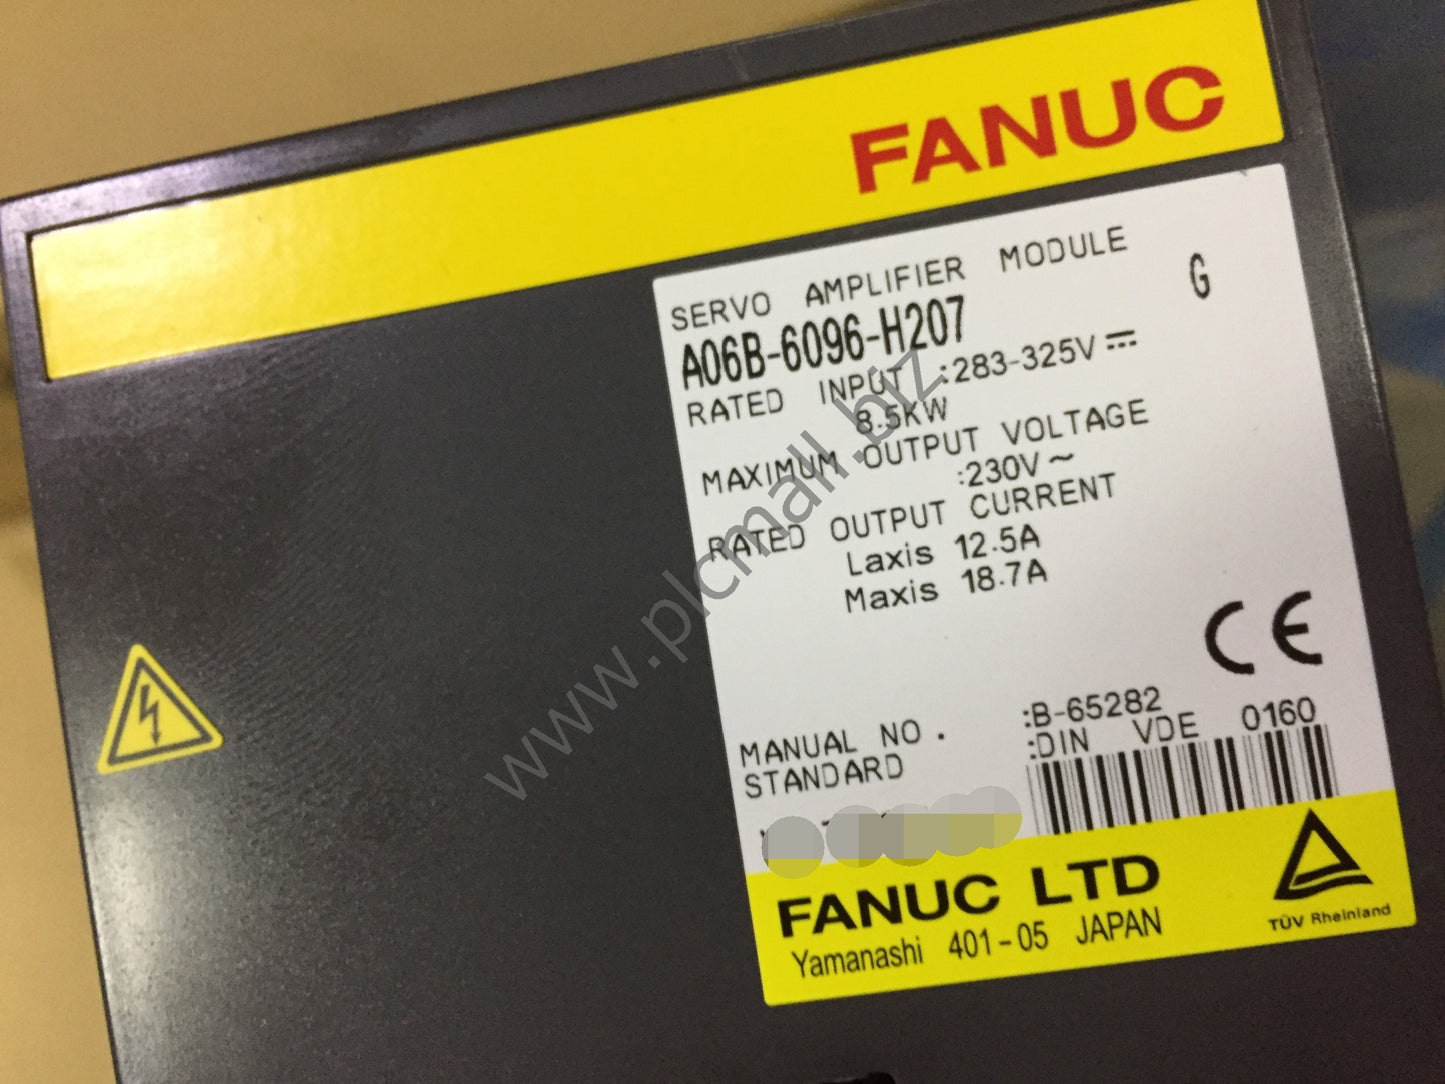 FANUC
SERVO AMPLIFIER MODULE
G
A06B-6096-H207
RATED INPUT :283-325V
8.5KW
MAXIMUM OUTPUT VOLTAGE
:230V～
RATED OUTPUT CURRENT
Laxis 12.5A
Maxis 18.7A
CE
MANUAL NO. :B-65282
STANDARD :DIN VDE 0160
FANUC LTD
Yamanashi 401-05 JAPAN
TÜV Rheinland
www.plcmall.biz